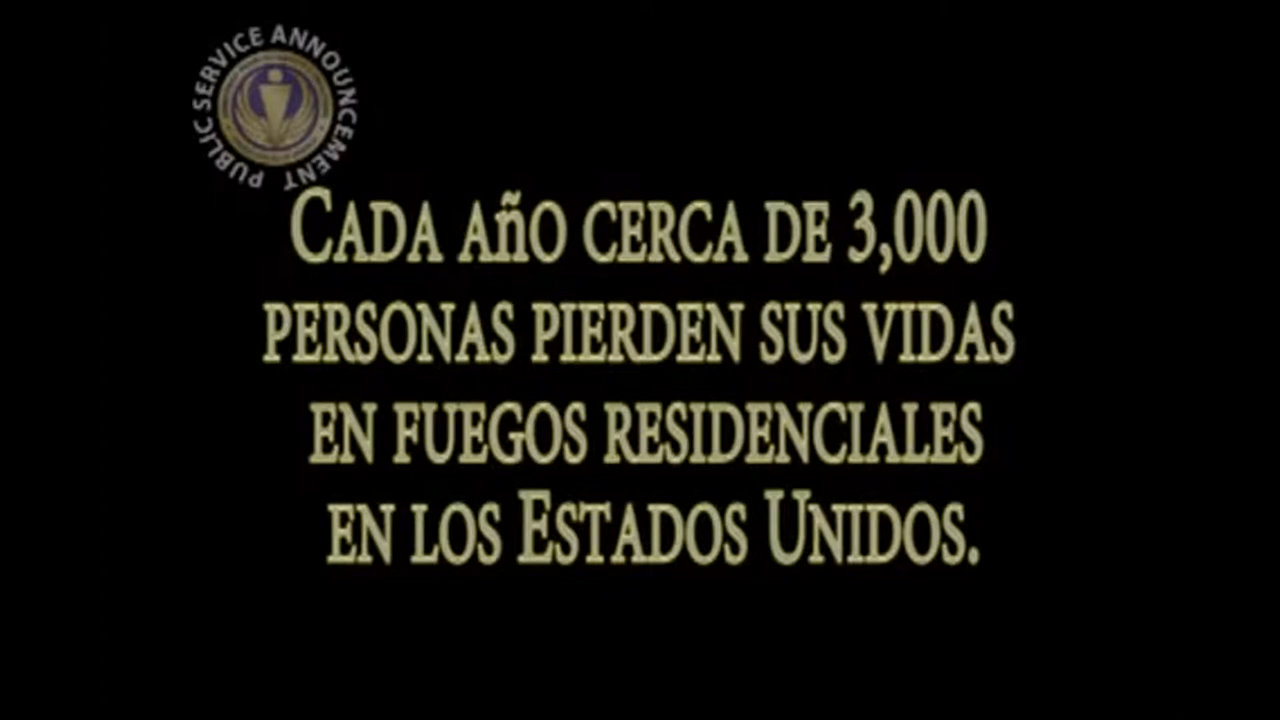 PUBLIC SERVICE ANNOUNCEMENT
CADA AñO CERCA DE 3,000
PERSONAS PIERDEN SUS VIDAS
EN FUEGOS RESIDENCIALES
EN LOS ESTADOS UNIDOS.